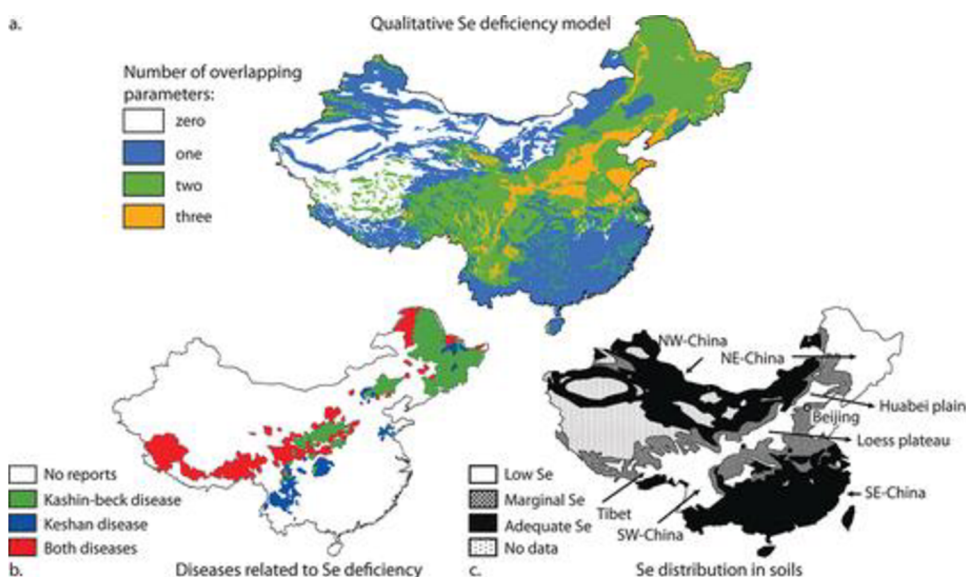 a.
Qualitative Se deficiency model
Number of overlapping
parameters:
zero
one
two
three
No reports
Kashin-beck disease
Keshan disease
Both diseases
b.
Diseases related to Se deficiency
NW-China
NE-China
Huabei plain
Beijing
Loess plateau
SE-China
Tibet
SW-China
Low Se
Marginal Se
Adequate Se
No data
c.
Se distribution in soils